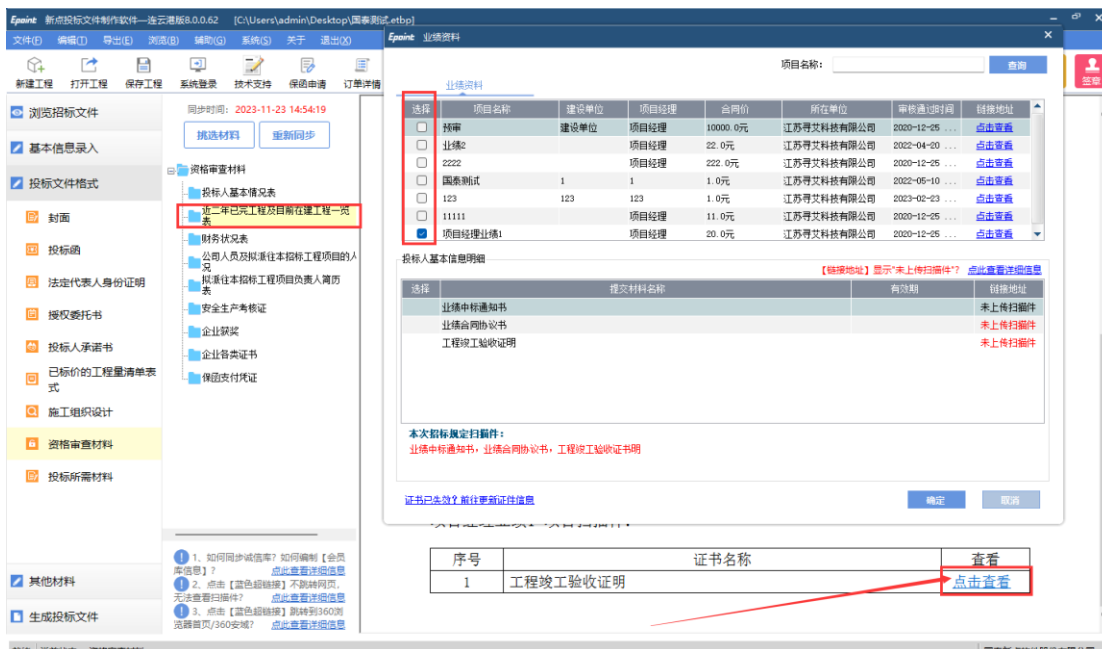 Epoint 新点投标文件制作软件—连云港版8.0.0.62 [C:\Users\admin\Desktop\国泰测试.etbp]
文件(F) 编辑(T) 导出(E) 浏览(B) 辅助(G) 系统(S) 关于 退出(X)
新建工程 打开工程 保存工程 系统登录 技术支持 保函申请 订单详情
签章
浏览招标文件
基本信息录入
投标文件格式
封面
投标函
法定代表人身份证明
授权委托书
投标人承诺书
已标价的工程量清单表
式
施工组织设计
资格审查材料
投标所需材料
其他材料
生成投标文件
同步时间: 2023-11-23 14:54:19
挑选材料 重新同步
资格审查材料
投标人基本情况表
近二年已完工程及目前在建工程一览
表
财务状况表
公司人员及拟派往本招标工程项目的人
况
拟派往本招标工程项目负责人简历
表
安全生产考核证
企业获奖
企业各类证书
保函支付凭证
1、如何同步诚信库? 如何编制【会员
库信息】? 点此查看详细信息
2、点击【蓝色超链接】不跳转网页,
无法查看扫描件? 点此查看详细信息
3、点击【蓝色超链接】跳转到360浏
览器首页/360安域? 点此查看详细信息
Epoint 业绩资料
项目名称: 查询
业绩资料
选择 项目名称 建设单位 项目经理 合同价 所在单位 审核通过时间 链接地址
预审 建设单位 项目经理 10000.0元 江苏寻艾科技有限公司 2020-12-25 ... 点击查看
业绩2 项目经理 22.0元 江苏寻艾科技有限公司 2022-04-20 ... 点击查看
2222 项目经理 222.0元 江苏寻艾科技有限公司 2020-12-25 ... 点击查看
国泰测试 1 1 1.0元 江苏寻艾科技有限公司 2022-05-10 ... 点击查看
123 123 123 1.0元 江苏寻艾科技有限公司 2023-02-23 ... 点击查看
11111 项目经理 11.0元 江苏寻艾科技有限公司 2020-12-25 ... 点击查看
项目经理业绩1 项目经理 20.0元 江苏寻艾科技有限公司 2020-12-25 ... 点击查看
投标人基本信息明细
【链接地址】显示"未上传扫描件"? 点此查看详细信息
选择 提交材料名称 有效期 链接地址
业绩中标通知书 未上传扫描件
业绩合同协议书 未上传扫描件
工程竣工验收证明 未上传扫描件
本次招标规定扫描件:
业绩中标通知书, 业绩合同协议书, 工程竣工验收证书明
证书已失效? 前往更新证件信息
确定 取消
序号 证书名称 查看
1 工程竣工验收证明 点击查看